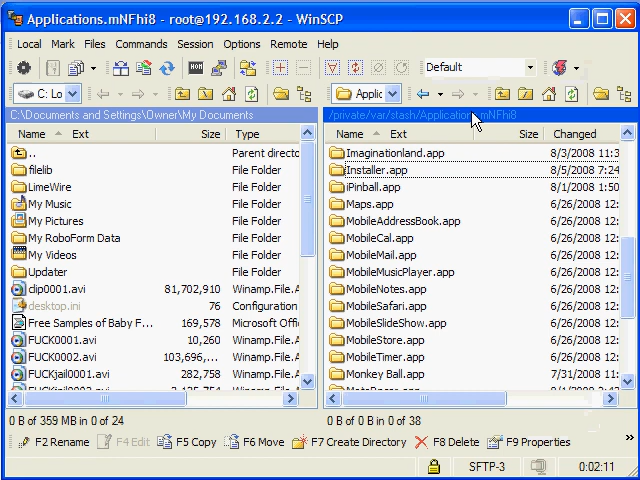 Applications.mNFhi8 - root@192.168.2.2 - WinSCP
Local Mark Files Commands Session Options Remote Help
Default
C: Lo Applic
C:\Documents and Settings\Owner\My Documents /private/var/stash/Applications.mNFhi8
Name Ext Size Type Name Ext Size Changed
.. Parent directo Imaginationland.app 8/3/2008 11:3
filelib File Folder Installer.app 8/5/2008 7:24
LimeWire File Folder iPinball.app 8/1/2008 1:50
My Music File Folder Maps.app 6/26/2008 12:
My Pictures File Folder MobileAddressBook.app 6/26/2008 12:
My RoboForm Data File Folder MobileCal.app 6/26/2008 12:
My Videos File Folder MobileMail.app 6/26/2008 12:
Updater File Folder MobileMusicPlayer.app 6/26/2008 12:
clip0001.avi 81,702,910 Winamp.File.A MobileNotes.app 6/26/2008 12:
desktop.ini 76 Configuration MobileSafari.app 6/26/2008 12:
Free Samples of Baby F... 169,578 Microsoft Offi MobileSlideShow.app 6/26/2008 12:
FUCK0001.avi 10,260 Winamp.File.A MobileStore.app 6/26/2008 12:
FUCK0002.avi 103,696,... Winamp.File.A MobileTimer.app 6/26/2008 12:
FUCKjail0001.avi 282,758 Winamp.File.A Monkey Ball.app 7/31/2008 11:
0 B of 359 MB in 0 of 24 0 B of 0 B in 0 of 38
F2 Rename F4 Edit F5 Copy F6 Move F7 Create Directory F8 Delete F9 Properties »
SFTP-3 0:02:11